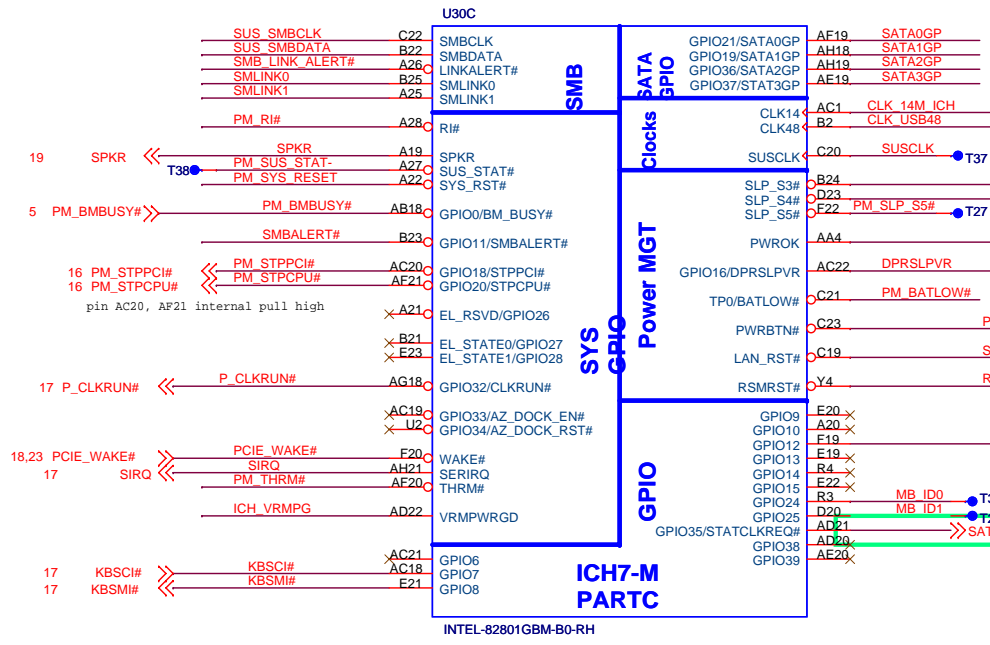 U30C
SUS_SMBCLK C22 SMBCLK
SUS_SMBDATA B22 SMBDATA
SMB_LINK_ALERT# A26 LINKALERT#
SMLINK0 B25 SMLINK0
SMLINK1 A25 SMLINK1
SMB
PM_RI# A28 RI#
19 SPKR SPKR A19 SPKR
T38 PM_SUS_STAT- A27 SUS_STAT#
PM_SYS_RESET A22 SYS_RST#
5 PM_BMBUSY# PM_BMBUSY# AB18 GPIO0/BM_BUSY#
SMBALERT# B23 GPIO11/SMBALERT#
16 PM_STPPCI# PM_STPPCI# AC20 GPIO18/STPPCI#
16 PM_STPCPU# PM_STPCPU# AF21 GPIO20/STPCPU#
pin AC20, AF21 internal pull high
A21 EL_RSVD/GPIO26
B21 EL_STATE0/GPIO27
E23 EL_STATE1/GPIO28
SYS
GPIO
17 P_CLKRUN# P_CLKRUN# AG18 GPIO32/CLKRUN#
AC19 GPIO33/AZ_DOCK_EN#
U2 GPIO34/AZ_DOCK_RST#
18,23 PCIE_WAKE# PCIE_WAKE# F20 WAKE#
17 SIRQ SIRQ AH21 SERIRQ
PM_THRM# AF20 THRM#
ICH_VRMPG AD22 VRMPWRGD
AC21 GPIO6
17 KBSCI# KBSCI# AC18 GPIO7
17 KBSMI# KBSMI# E21 GPIO8
SATA
GPIO
GPIO21/SATA0GP AF19 SATA0GP
GPIO19/SATA1GP AH18 SATA1GP
GPIO36/SATA2GP AH19 SATA2GP
GPIO37/STAT3GP AE19 SATA3GP
Clocks
CLK14 AC1 CLK_14M_ICH
CLK48 B2 CLK_USB48
SUSCLK C20 SUSCLK T37
Power MGT
SLP_S3# B24
SLP_S4# D23
SLP_S5# F22 PM_SLP_S5# T27
PWROK AA4
GPIO16/DPRSLPVR AC22 DPRSLPVR
TP0/BATLOW# C21 PM_BATLOW#
PWRBTN# C23 P
LAN_RST# C19 S
RSMRST# Y4 R
GPIO
GPIO9 E20
GPIO10 A20
GPIO12 F19
GPIO13 E19
GPIO14 R4
GPIO15 E22
GPIO24 R3 MB_ID0 T3
GPIO25 D20 MB_ID1 T2
GPIO35/STATCLKREQ# AD21 SAT
GPIO38 AD20
GPIO39 AE20
ICH7-M
PARTC
INTEL-82801GBM-B0-RH